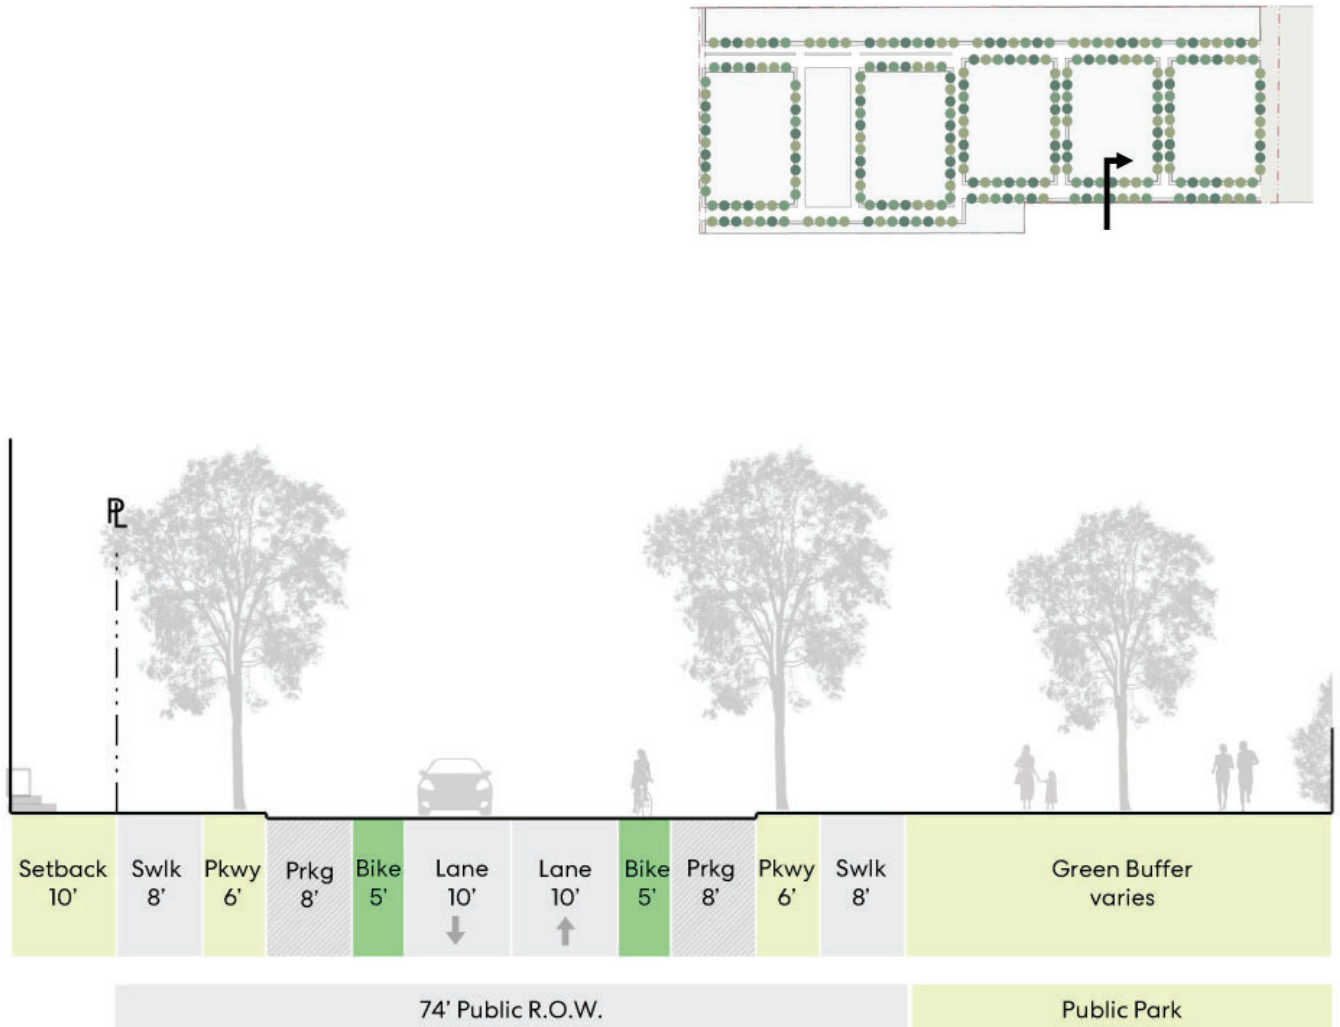 PL
Setback
10’
Swlk
8’
Pkwy
6’
Prkg
8’
Bike
5’
Lane
10’
Lane
10’
Bike
5’
Prkg
8’
Pkwy
6’
Swlk
8’
Green Buffer
varies
74’ Public R.O.W.
Public Park